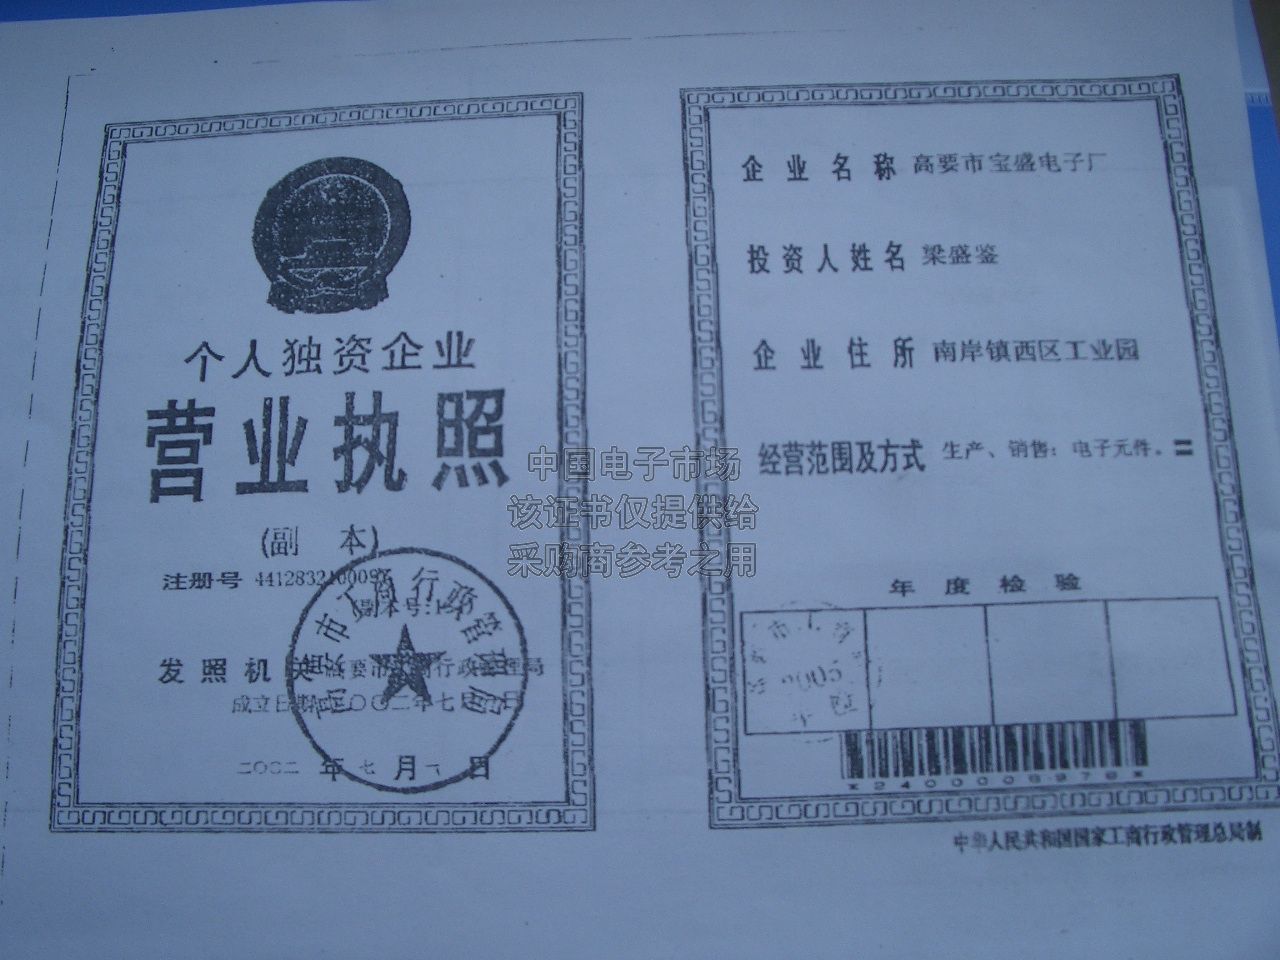 个人独资企业
营业执照
(副 本)
注册号
发照机
年七月 日
企业名称 高要市宝盛电子厂
投资人姓名 梁盛鉴
企业住所 南岸镇西区工业园
经营范围及方式 生产、销售：电子元件。
年度检验
2005
*2400006976*
中华人民共和国国家工商行政管理总局制
中国电子市场
该证书仅提供给
采购商参考之用